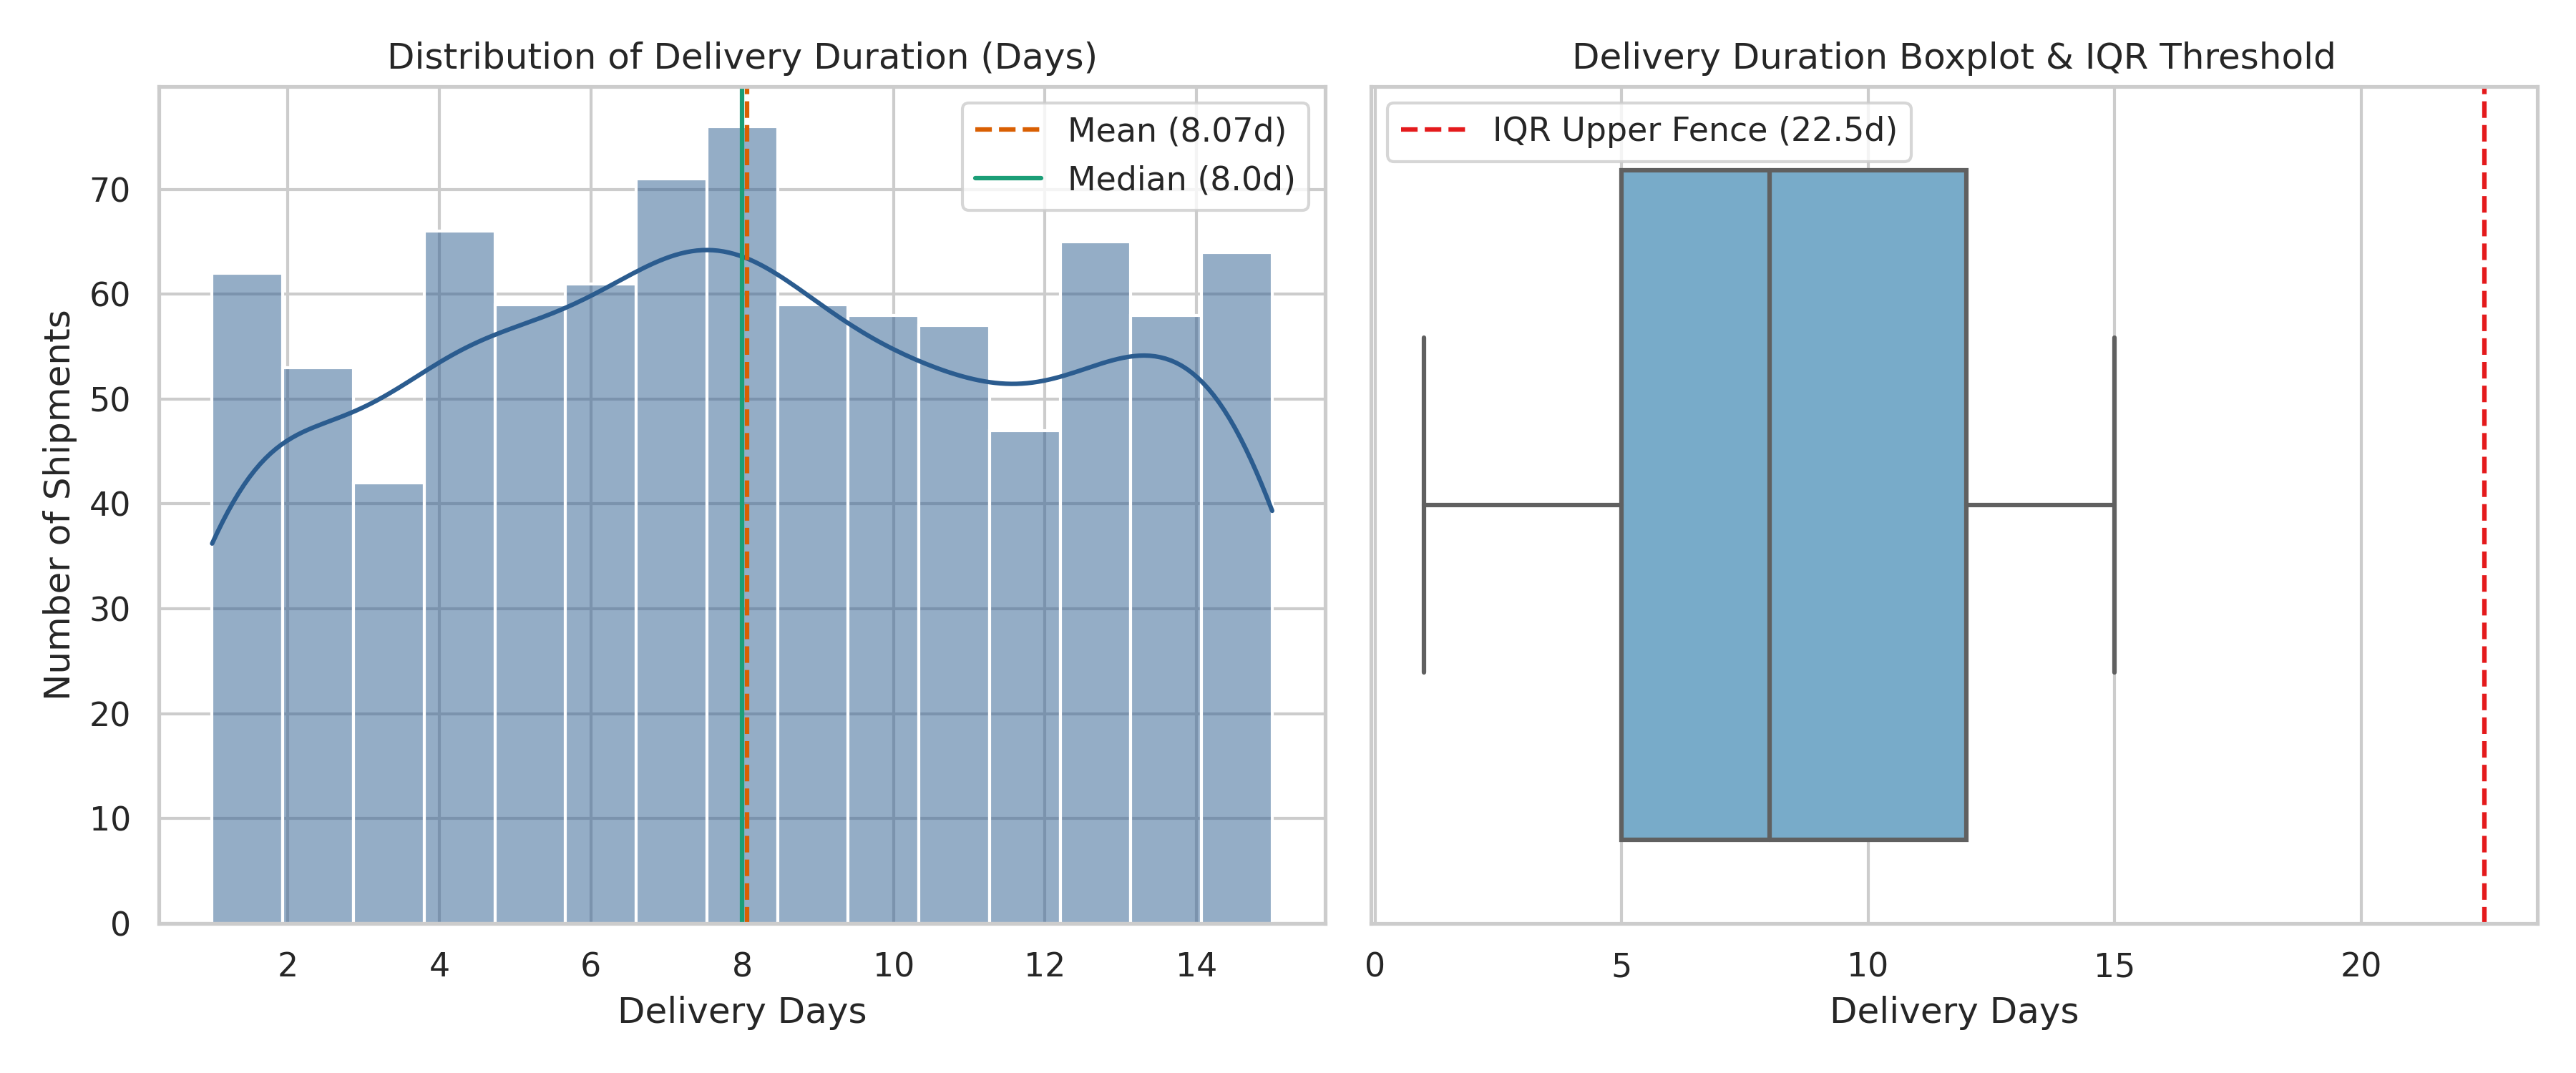 Distribution of Delivery Duration (Days)
Mean (8.07d)
Median (8.0d)
Number of Shipments
70
60
50
40
30
20
10
0
2 4 6 8 10 12 14
Delivery Days
Delivery Duration Boxplot & IQR Threshold
IQR Upper Fence (22.5d)
0 5 10 15 20
Delivery Days